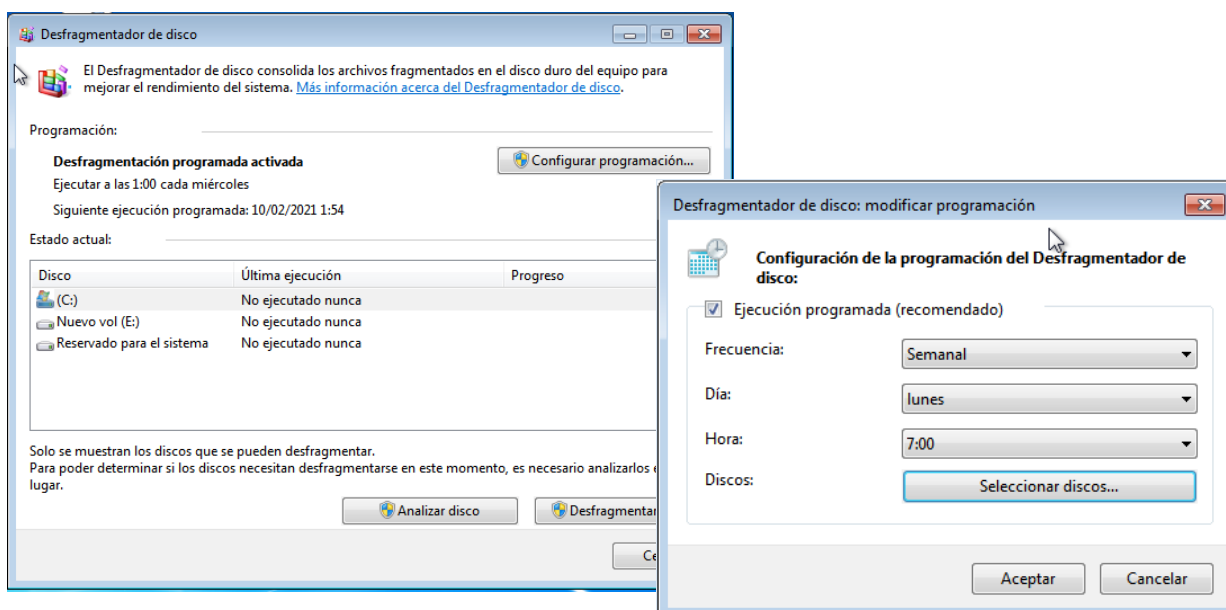 Desfragmentador de disco
El Desfragmentador de disco consolida los archivos fragmentados en el disco duro del equipo para
mejorar el rendimiento del sistema. Más información acerca del Desfragmentador de disco.
Programación:
Desfragmentación programada activada
Configurar programación...
Ejecutar a las 1:00 cada miércoles
Siguiente ejecución programada: 10/02/2021 1:54
Estado actual:
Disco Última ejecución Progreso
(C:) No ejecutado nunca
Nuevo vol (E:) No ejecutado nunca
Reservado para el sistema No ejecutado nunca
Solo se muestran los discos que se pueden desfragmentar.
Para poder determinar si los discos necesitan desfragmentarse en este momento, es necesario analizarlos
lugar.
Analizar disco Desfragmentar
Desfragmentador de disco: modificar programación
Configuración de la programación del Desfragmentador de
disco:
Ejecución programada (recomendado)
Frecuencia: Semanal
Día: lunes
Hora: 7:00
Discos: Seleccionar discos...
Aceptar Cancelar